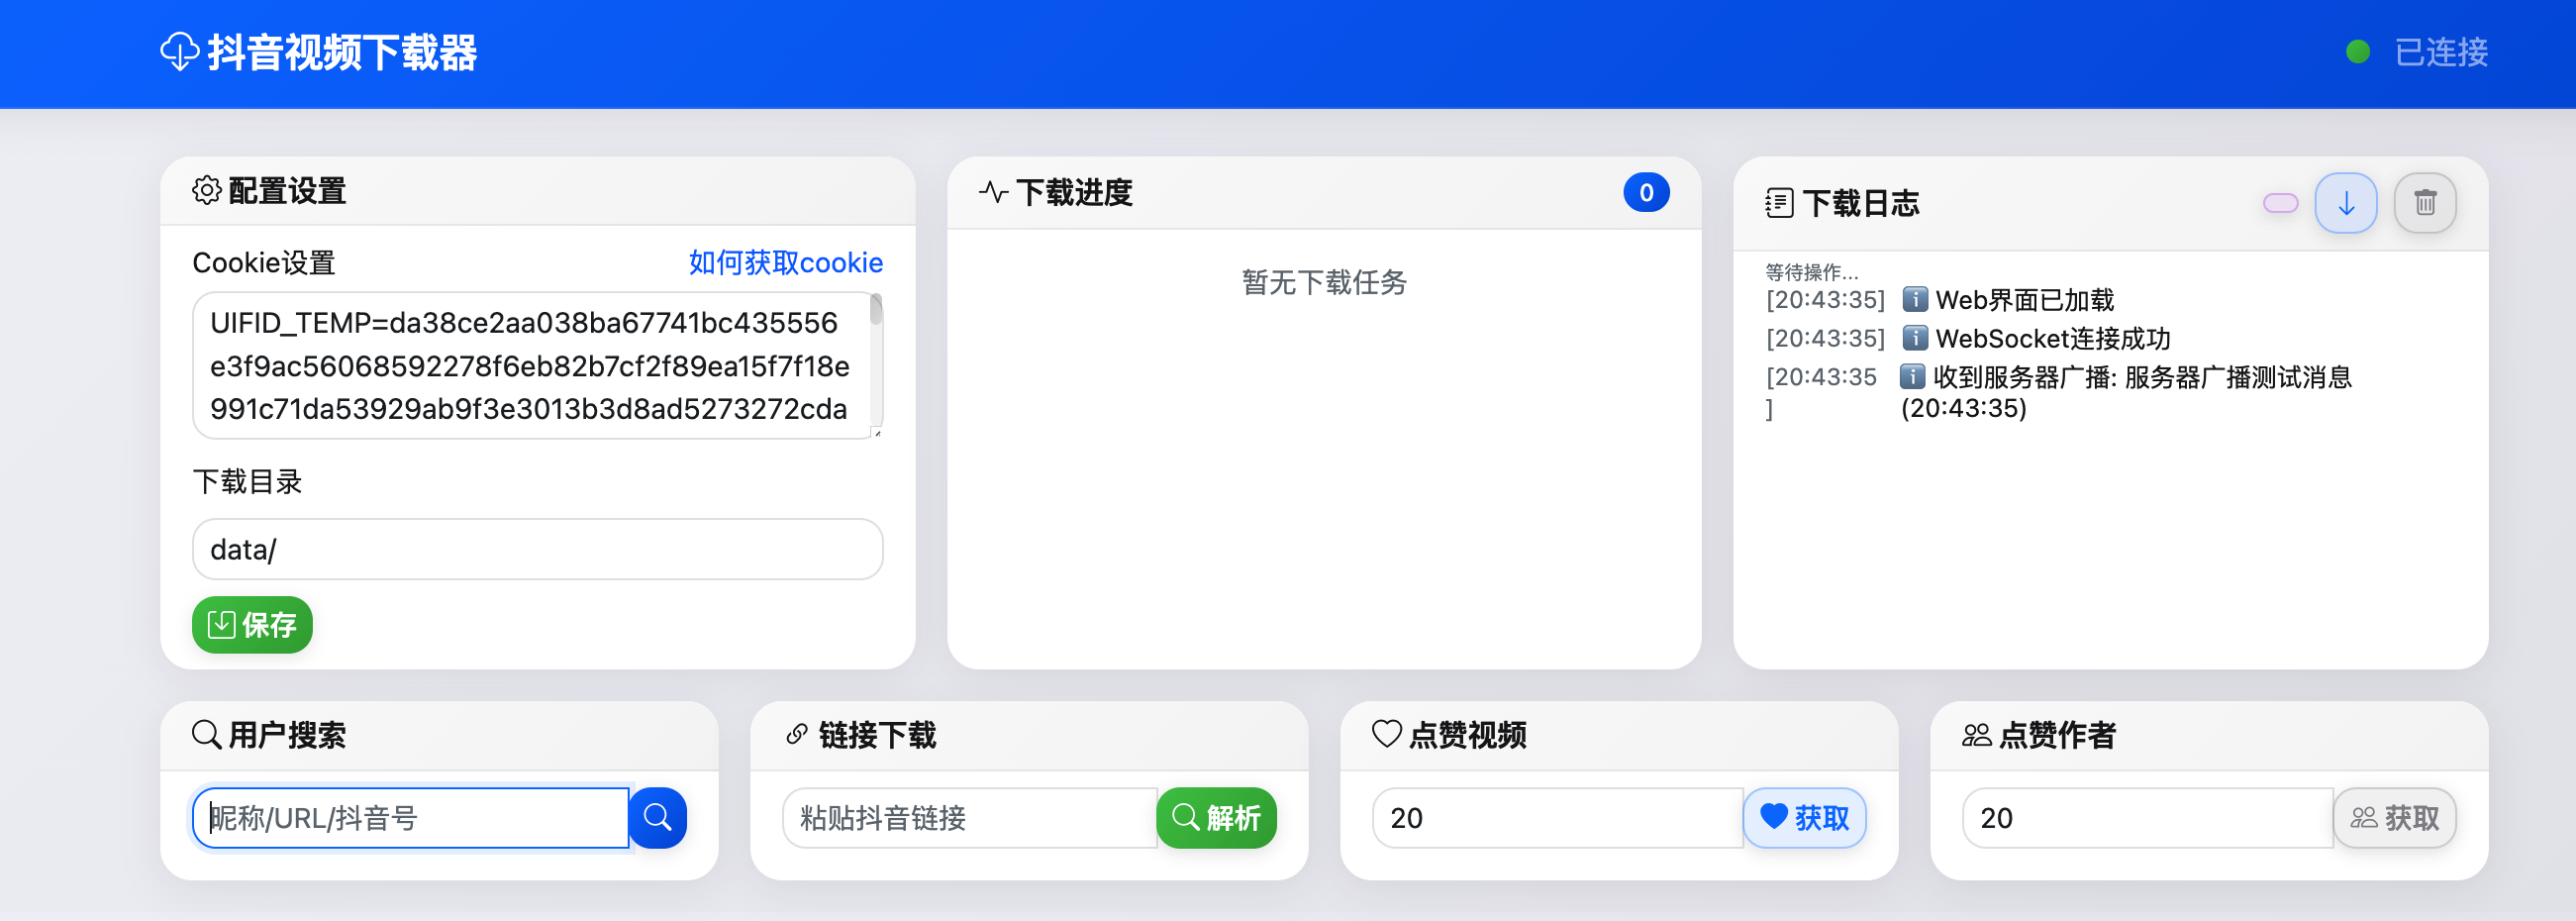 抖音视频下载器
已连接
配置设置
Cookie设置
如何获取cookie
UIFID_TEMP=da38ce2aa038ba67741bc435556
e3f9ac56068592278f6eb82b7cf2f89ea15f7f18e
991c71da53929ab9f3e3013b3d8ad5273272cda
下载目录
data/
保存
下载进度
0
暂无下载任务
下载日志
等待操作...
[20:43:35] Web界面已加载
[20:43:35] WebSocket连接成功
[20:43:35] 收到服务器广播: 服务器广播测试消息
(20:43:35)
用户搜索
昵称/URL/抖音号
链接下载
粘贴抖音链接
解析
点赞视频
20
获取
点赞作者
20
获取